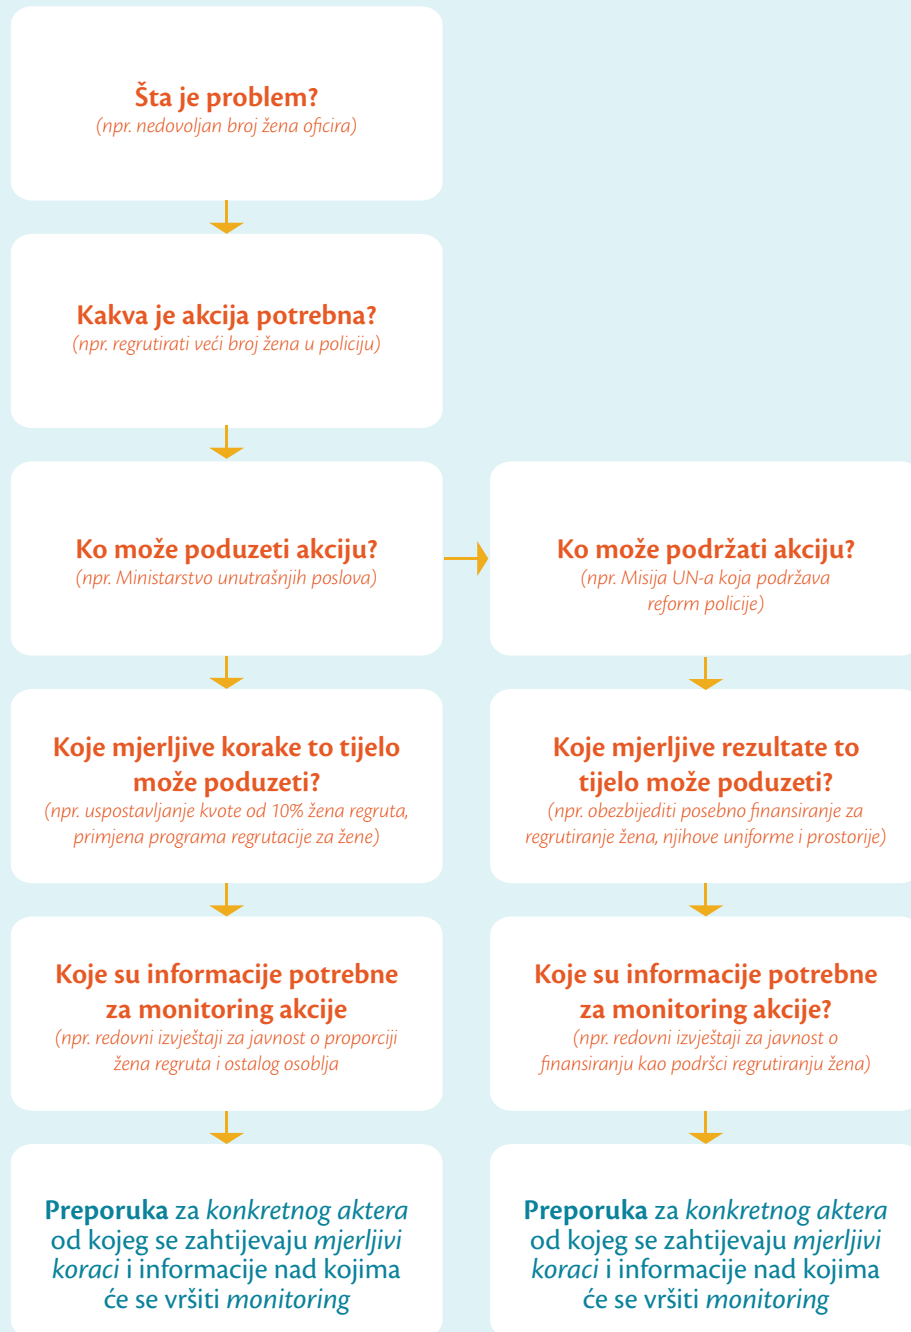 Šta je problem?
(npr. nedovoljan broj žena oficira)
Kakva je akcija potrebna?
(npr. regrutirati veći broj žena u policiju)
Ko može poduzeti akciju?
(npr. Ministarstvo unutrašnjih poslova)
Ko može podržati akciju?
(npr. Misija UN-a koja podržava
reform policije)
Koje mjerljive korake to tijelo
može poduzeti?
(npr. uspostavljanje kvote od 10% žena regruta,
primjena programa regrutacije za žene)
Koje mjerljive rezultate to
tijelo može poduzeti?
(npr. obezbijediti posebno finansiranje za
regrutiranje žena, njihove uniforme i prostorije)
Koje su informacije potrebne
za monitoring akcije
(npr. redovni izvještaji za javnost o proporciji
žena regruta i ostalog osoblja
Koje su informacije potrebne
za monitoring akcije?
(npr. redovni izvještaji za javnost o
finansiranju kao podršci regrutiranju žena)
Preporuka za konkretnog aktera
od kojeg se zahtijevaju mjerljivi
koraci i informacije nad kojima
će se vršiti monitoring
Preporuka za konkretnog aktera
od kojeg se zahtijevaju mjerljivi
koraci i informacije nad kojima
će se vršiti monitoring